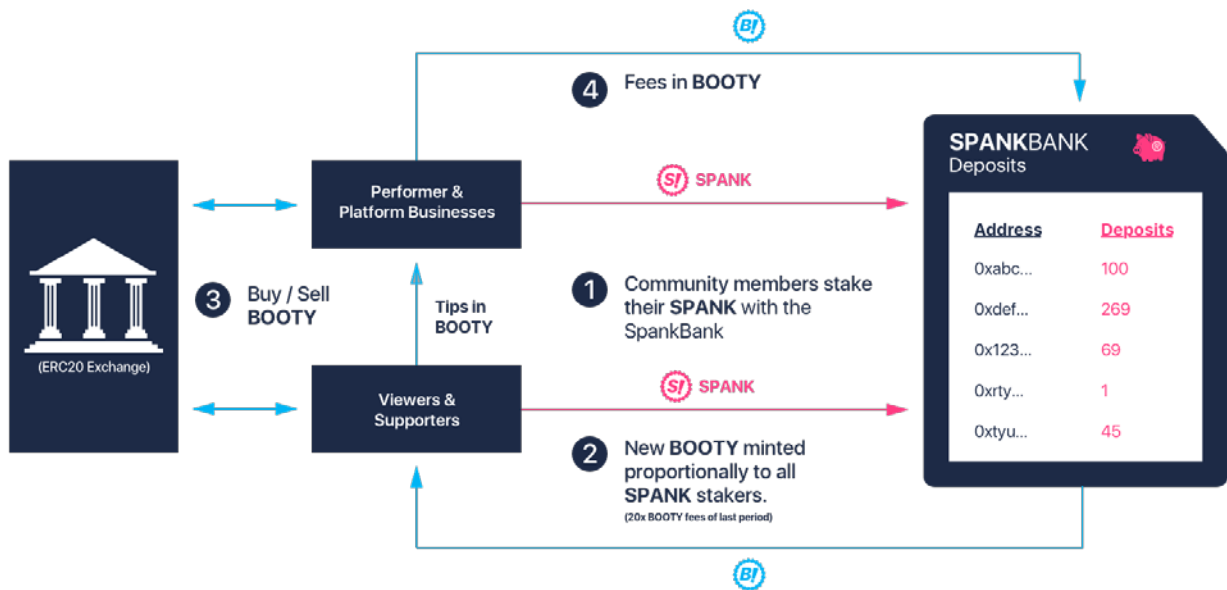 B!
4 Fees in BOOTY
SPANKBANK
Deposits
Performer &
Platform Businesses
S! SPANK
Address Deposits
0xabc... 100
0xdef... 269
0x123... 69
0xrty... 1
0xtyu... 45
3 Buy / Sell
BOOTY
Tips in
BOOTY
1 Community members stake
their SPANK with the
SpankBank
(ERC20 Exchange)
Viewers &
Supporters
S! SPANK
2 New BOOTY minted
proportionally to all
SPANK stakers.
(20x BOOTY fees of last period)
B!